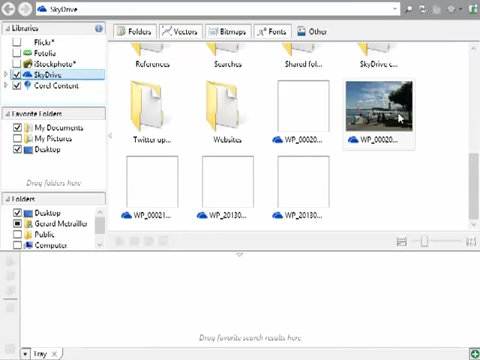 SkyDrive
Libraries
Flickr*
Fotolia
iStockphoto*
SkyDrive
Corel Content
Favorite Folders
My Documents
My Pictures
Desktop
Drag folders here
Folders
Desktop
Gerard Metrailler
Public
Computer
Folders
Vectors
Bitmaps
Fonts
Other
References
Searches
Shared fol...
SkyDrive c...
Twitter up...
Websites
WP_00020...
WP_00020...
WP_00021...
WP_20130...
WP_20130...
Drag favorite search results here
Tray